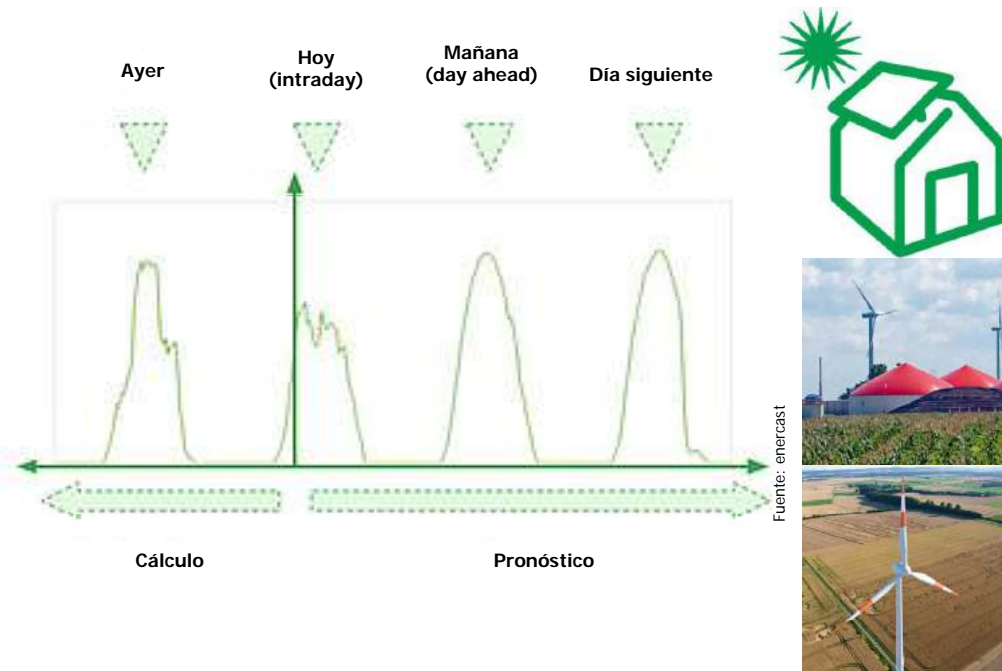 Ayer
Hoy
(intraday)
Mañana
(day ahead)
Día siguiente
Fuente: enercast
Cálculo
Pronóstico